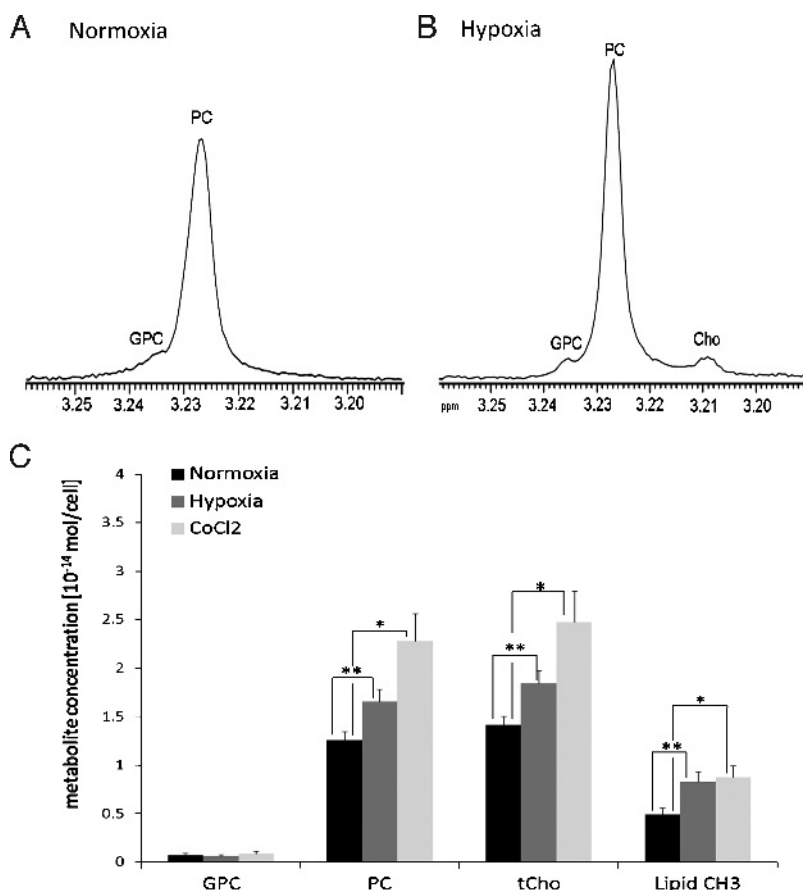 A Normoxia
PC
GPC
3.25 3.24 3.23 3.22 3.21 3.20
B Hypoxia
PC
GPC
Cho
ppm 3.25 3.24 3.23 3.22 3.21 3.20
C
metabolite concentration [10⁻¹⁴ mol/cell]
4
3.5
3
2.5
2
1.5
1
0.5
0
Normoxia
Hypoxia
CoCl2
** *
** *
** *
GPC PC tCho Lipid CH3